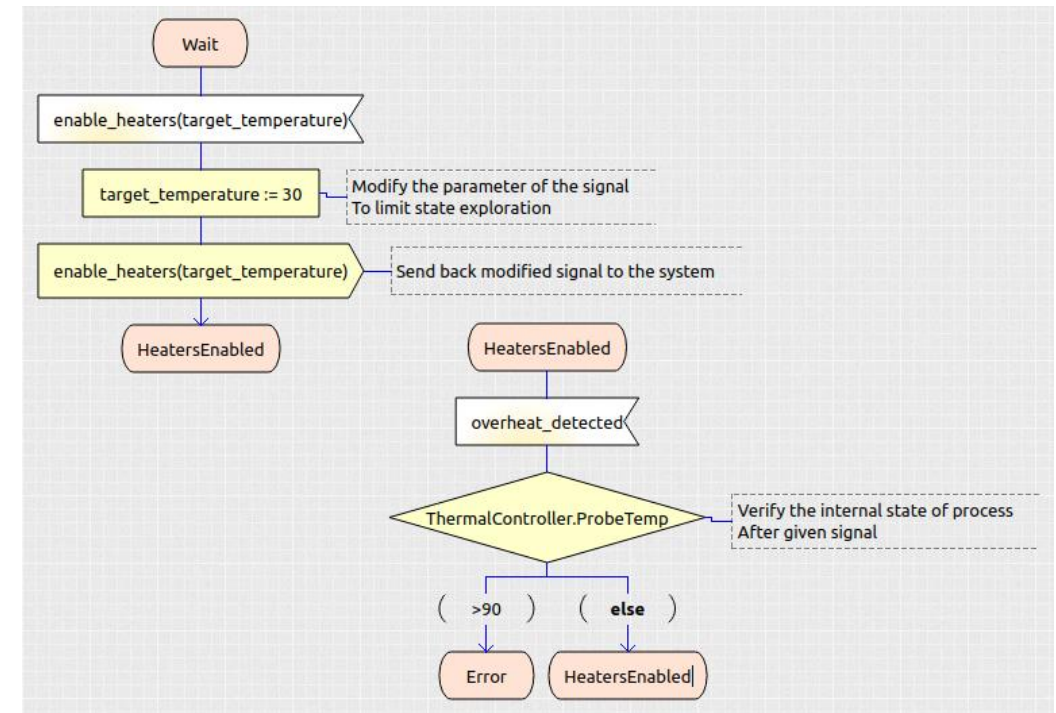 Wait
enable_heaters(target_temperature)
target_temperature := 30
Modify the parameter of the signal
To limit state exploration
enable_heaters(target_temperature)
Send back modified signal to the system
HeatersEnabled
HeatersEnabled
overheat_detected
ThermalController.ProbeTemp
Verify the internal state of process
After given signal
( >90 )
( else )
Error
HeatersEnabled